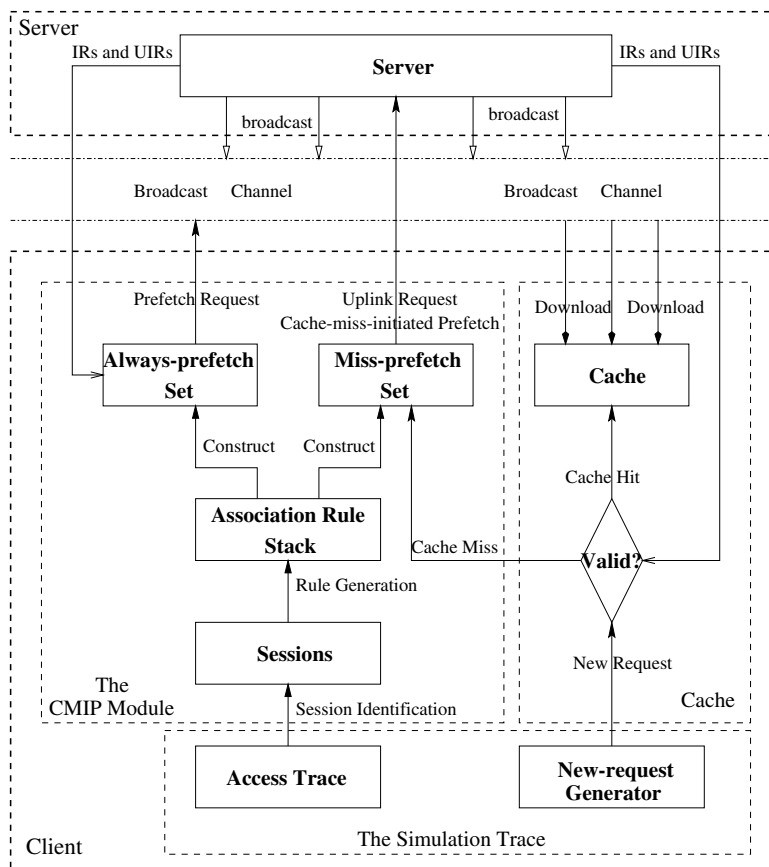 Server
IRs and UIRs
IRs and UIRs
Server
broadcast
broadcast
Broadcast Channel
Broadcast Channel
Prefetch Request
Uplink Request
Cache-miss-initiated Prefetch
Download
Download
Always-prefetch
Set
Miss-prefetch
Set
Cache
Construct
Construct
Cache Hit
Association Rule
Stack
Cache Miss
Valid?
Rule Generation
Sessions
New Request
The
CMIP Module
Session Identification
Cache
Access Trace
New-request
Generator
The Simulation Trace
Client